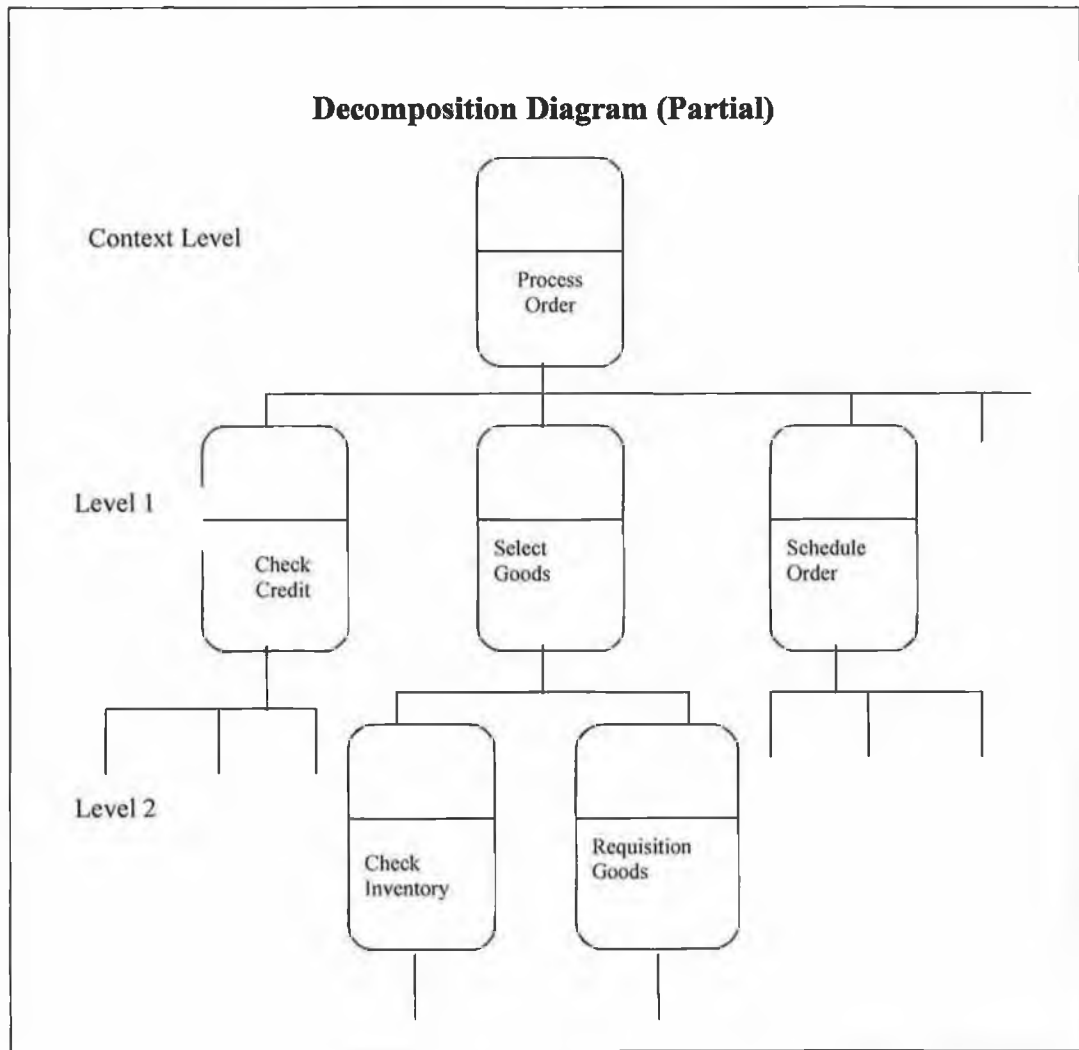 Decomposition Diagram (Partial)
Context Level
Process
Order
Level 1
Check
Credit
Select
Goods
Schedule
Order
Level 2
Check
Inventory
Requisition
Goods